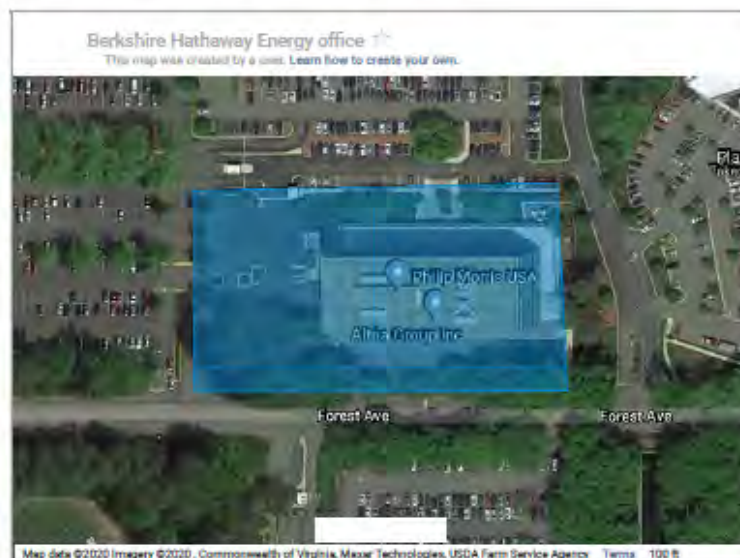 Berkshire Hathaway Energy office ☆
This map was created by a user. Learn how to create your own.
Pla
Philip Morris USA
Altria Group Inc
Forest Ave
Forest Ave
Map data ©2020 Imagery ©2020 , Commonwealth of Virginia, Maxar Technologies, USDA Farm Service Agency Terms 100 ft